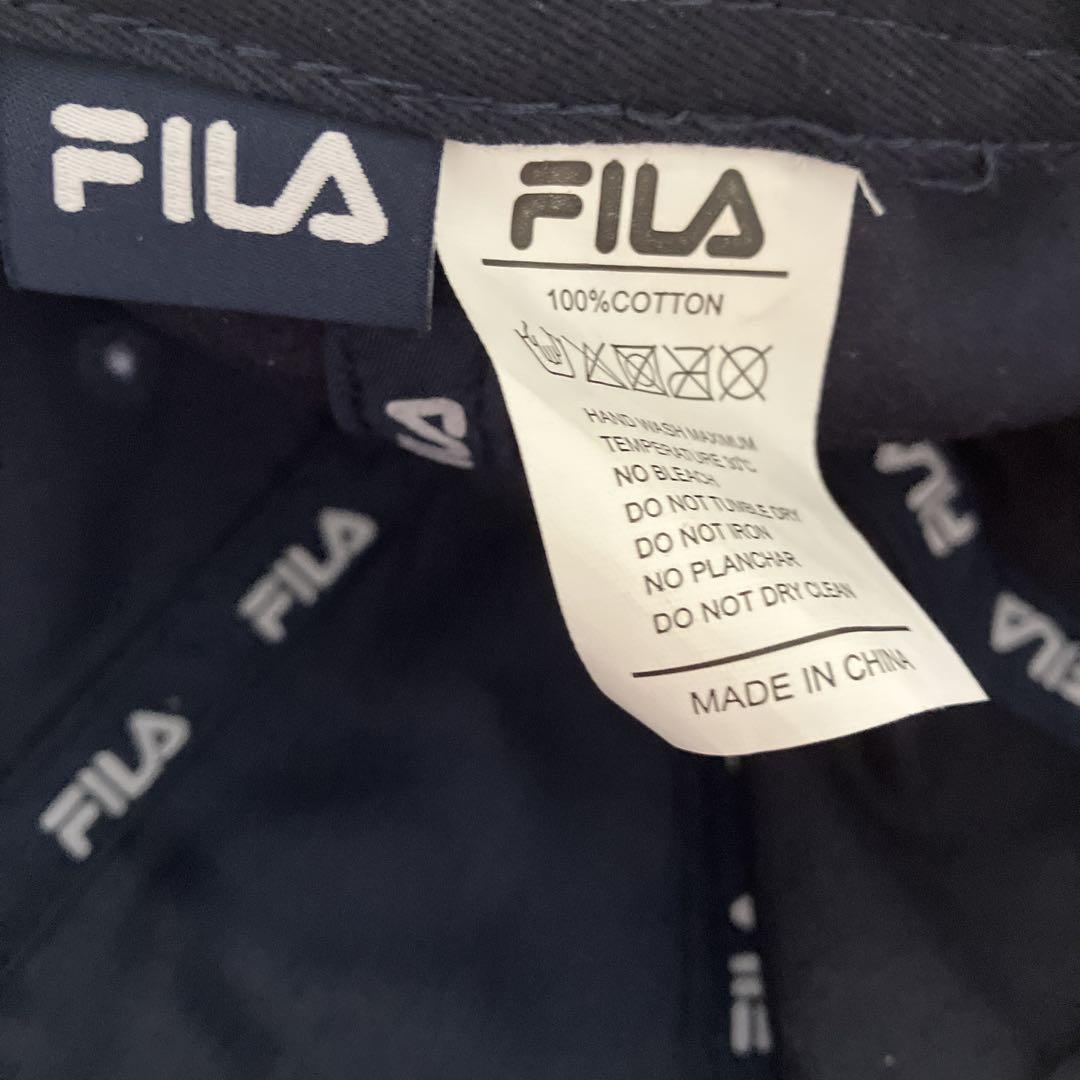 FILA
FILA
100%COTTON
HAND WASH MAXIMUM
TEMPERATURE 30°C
NO BLEACH
DO NOT TUMBLE DRY
DO NOT IRON
NO PLANCHAR
DO NOT DRY CLEAN
MADE IN CHINA
FILA
FILA
FILA